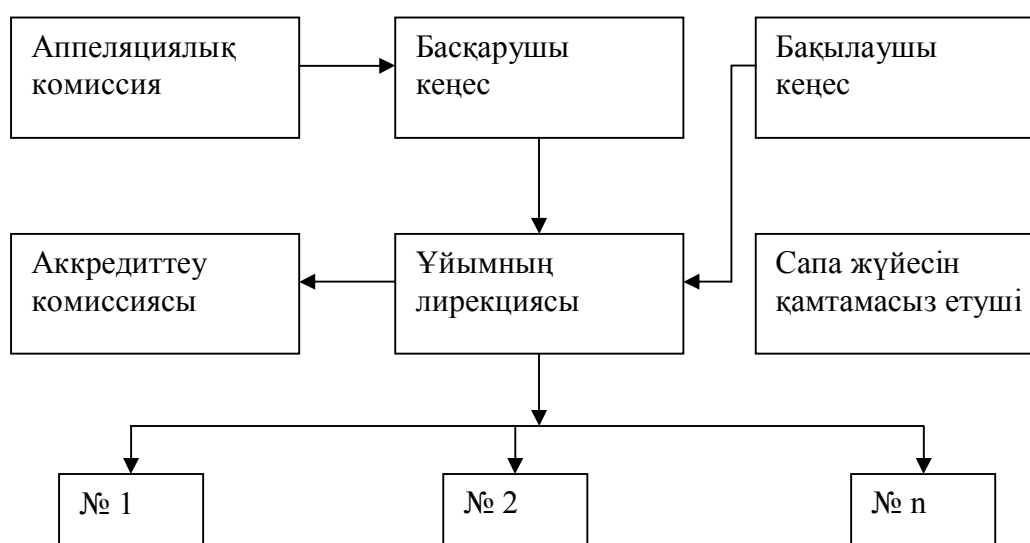 Аппеляциялық
комиссия
Басқарушы
кеңес
Бақылаушы
кеңес
Аккредиттеу
комиссиясы
Ұйымның
лирекциясы
Сапа жүйесін
қамтамасыз етуші
№ 1
№ 2
№ n